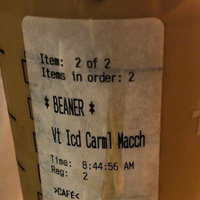 Item: 2 of 2
Items in order: 2
* BEANER *
Vt Icd Carml Macch
Time: 8:44:56 AM
Reg: 2
>CAFÉ<